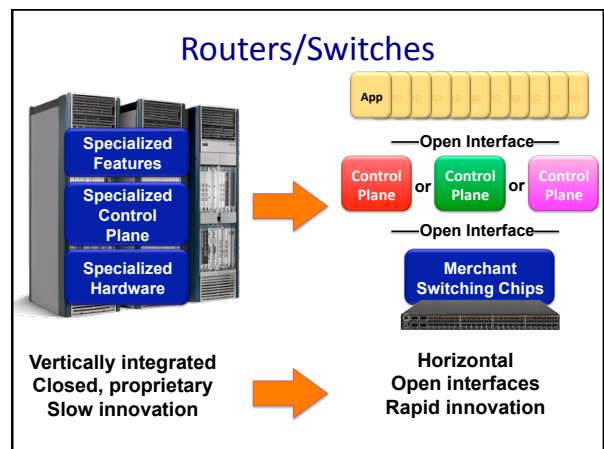 Routers/Switches
Specialized
Features
Specialized
Control
Plane
Specialized
Hardware
Vertically integrated
Closed, proprietary
Slow innovation
App
Open Interface
Control
Plane
or
Control
Plane
or
Control
Plane
Open Interface
Merchant
Switching Chips
Horizontal
Open interfaces
Rapid innovation